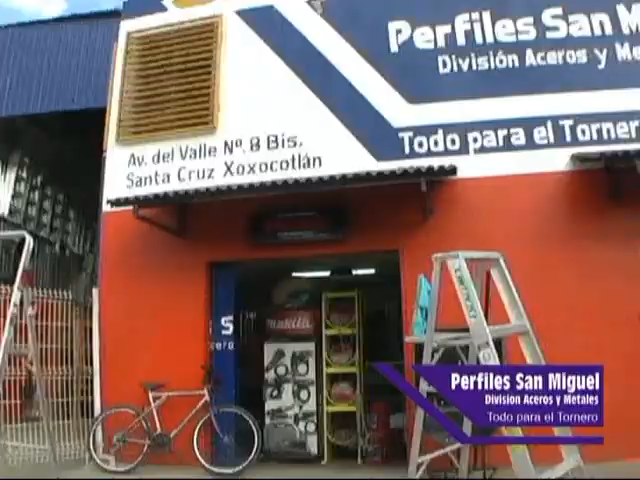 Perfiles San M
División Aceros y Me
Todo para el Torner
Av. del Valle Nº. 8 Bis.
Santa Cruz Xoxocotlán
makita
Perfiles San Miguel
Division Aceros y Metales
Todo para el Tornero